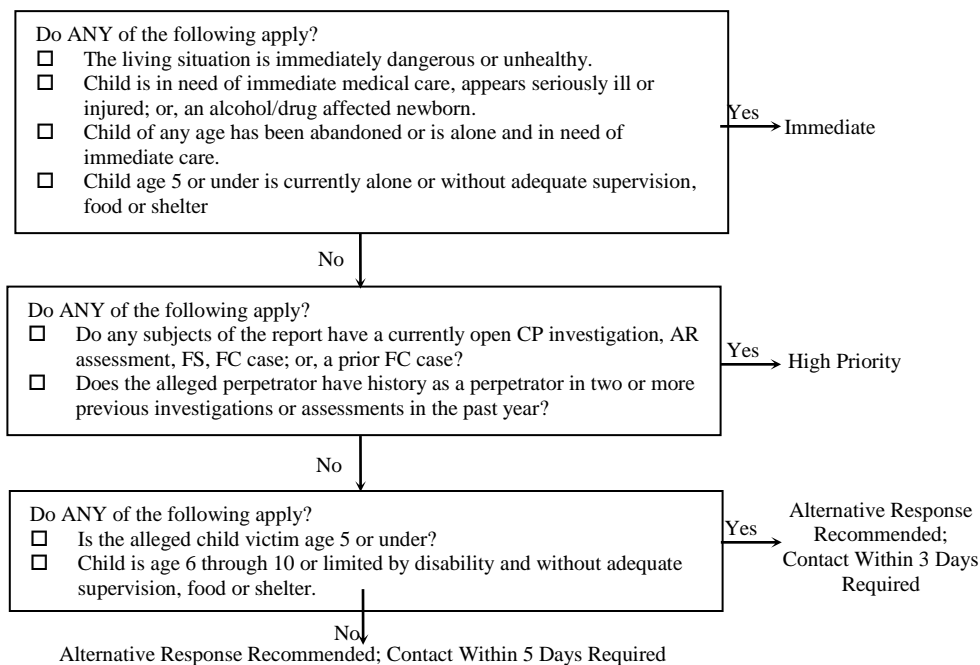 Do ANY of the following apply?
☐ The living situation is immediately dangerous or unhealthy.
☐ Child is in need of immediate medical care, appears seriously ill or
injured; or, an alcohol/drug affected newborn.
☐ Child of any age has been abandoned or is alone and in need of
immediate care.
☐ Child age 5 or under is currently alone or without adequate supervision,
food or shelter
Yes
Immediate
No
Do ANY of the following apply?
☐ Do any subjects of the report have a currently open CP investigation, AR
assessment, FS, FC case; or, a prior FC case?
☐ Does the alleged perpetrator have history as a perpetrator in two or more
previous investigations or assessments in the past year?
Yes
High Priority
No
Do ANY of the following apply?
☐ Is the alleged child victim age 5 or under?
☐ Child is age 6 through 10 or limited by disability and without adequate
supervision, food or shelter.
Yes
Alternative Response
Recommended;
Contact Within 3 Days
Required
No
Alternative Response Recommended; Contact Within 5 Days Required